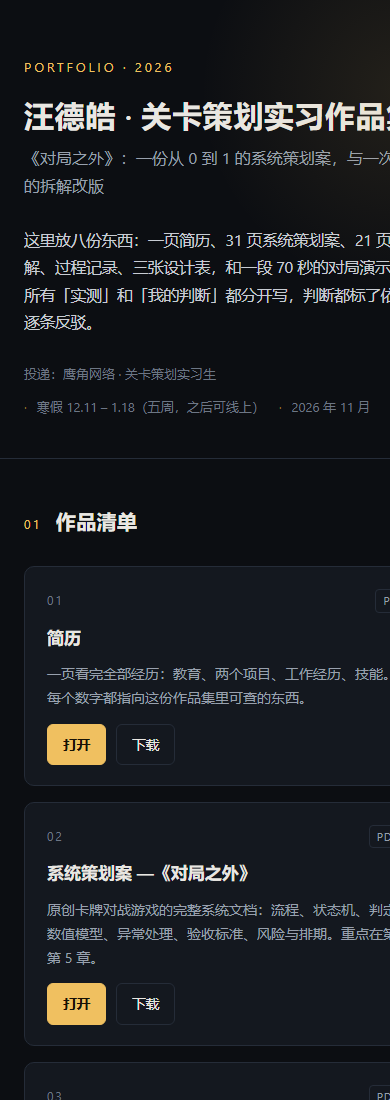 PORTFOLIO · 2026
汪德皓 · 关卡策划实习作品
《对局之外》：一份从 0 到 1 的系统策划案，与一次
的拆解改版
这里放八份东西：一页简历、31 页系统策划案、21 页
解、过程记录、三张设计表，和一段 70 秒的对局演示
所有「实测」和「我的判断」都分开写，判断都标了依
逐条反驳。
投递：鹰角网络 · 关卡策划实习生
· 寒假 12.11 – 1.18（五周，之后可线上） · 2026 年 11 月
01 作品清单
01
简历
一页看完全部经历：教育、两个项目、工作经历、技能。
每个数字都指向这份作品集里可查的东西。
打开 下载
02
系统策划案 —《对局之外》
原创卡牌对战游戏的完整系统文档：流程、状态机、判定
数值模型、异常处理、验收标准、风险与排期。重点在第
第 5 章。
打开 下载
03